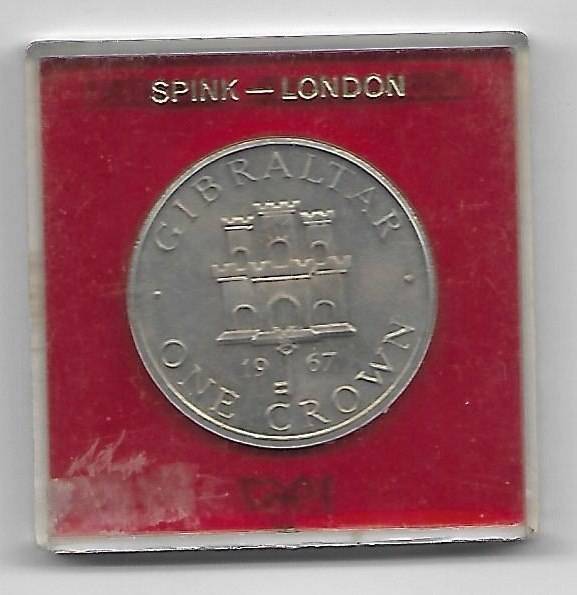 SPINK — LONDON
GIBRALTAR
19 67
ONE CROWN